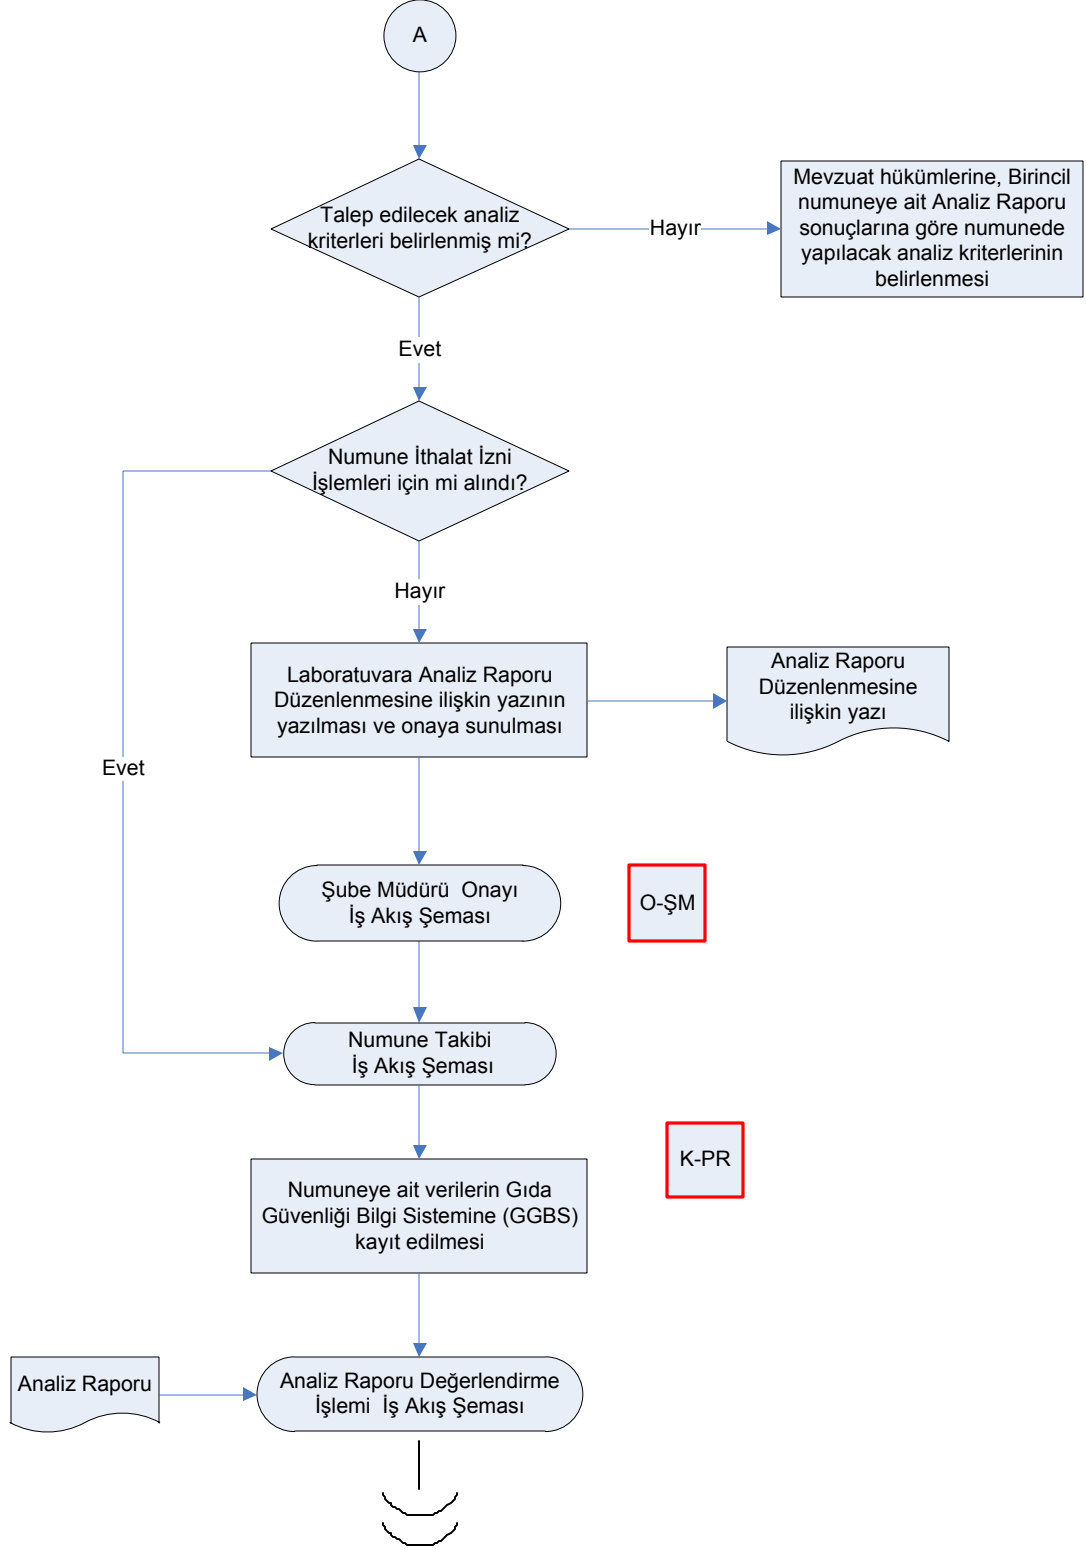 A
Talep edilecek analiz
kriterleri belirlenmiş mi?
Hayır
Mevzuat hükümlerine, Birincil
numuneye ait Analiz Raporu
sonuçlarına göre numunede
yapılacak analiz kriterlerinin
belirlenmesi
Evet
Numune İthalat İzni
İşlemleri için mi alındı?
Hayır
Laboratuvara Analiz Raporu
Düzenlenmesine ilişkin yazının
yazılması ve onaya sunulması
Analiz Raporu
Düzenlenmesine
ilişkin yazı
Evet
Şube Müdürü  Onayı
İş Akış Şeması
O-ŞM
Numune Takibi
İş Akış Şeması
K-PR
Numuneye ait verilerin Gıda
Güvenliği Bilgi Sistemine (GGBS)
kayıt edilmesi
Analiz Raporu
Analiz Raporu Değerlendirme
İşlemi  İş Akış Şeması